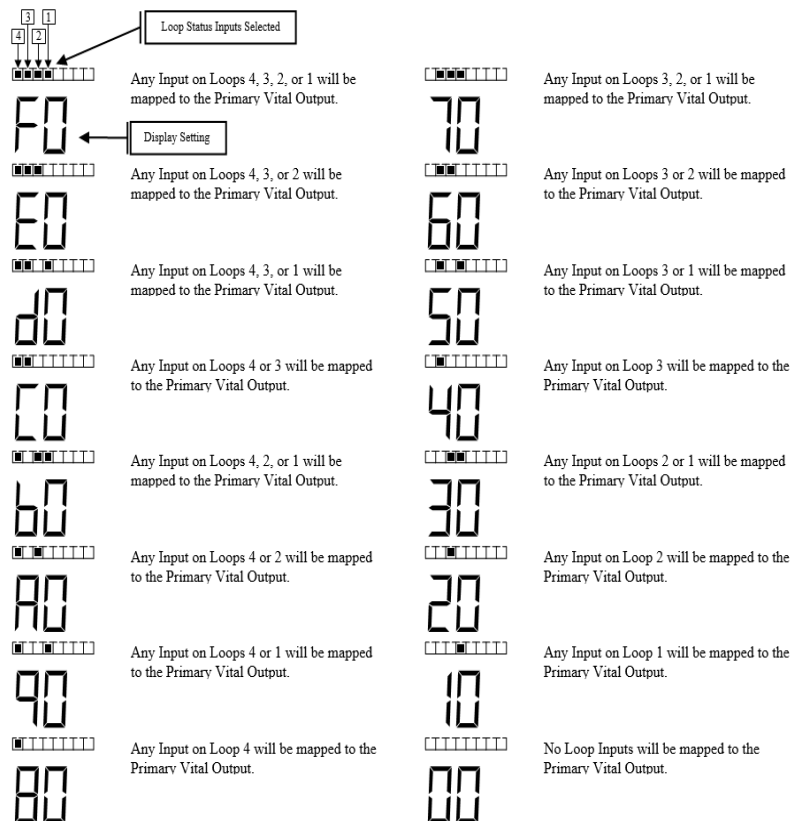 3 1
4 2
Loop Status Inputs Selected
Any Input on Loops 4, 3, 2, or 1 will be
mapped to the Primary Vital Output.
F0
Display Setting
Any Input on Loops 4, 3, or 2 will be
mapped to the Primary Vital Output.
E0
Any Input on Loops 4, 3, or 1 will be
mapped to the Primary Vital Output.
d0
Any Input on Loops 4 or 3 will be mapped
to the Primary Vital Output.
C0
Any Input on Loops 4, 2, or 1 will be
mapped to the Primary Vital Output.
b0
Any Input on Loops 4 or 2 will be mapped
to the Primary Vital Output.
A0
Any Input on Loops 4 or 1 will be mapped
to the Primary Vital Output.
90
Any Input on Loop 4 will be mapped to the
Primary Vital Output.
80
Any Input on Loops 3, 2, or 1 will be
mapped to the Primary Vital Output.
70
Any Input on Loops 3 or 2 will be mapped
to the Primary Vital Output.
60
Any Input on Loops 3 or 1 will be mapped
to the Primary Vital Output.
50
Any Input on Loop 3 will be mapped to the
Primary Vital Output.
40
Any Input on Loops 2 or 1 will be mapped
to the Primary Vital Output.
30
Any Input on Loop 2 will be mapped to the
Primary Vital Output.
20
Any Input on Loop 1 will be mapped to the
Primary Vital Output.
10
No Loop Inputs will be mapped to the
Primary Vital Output.
00